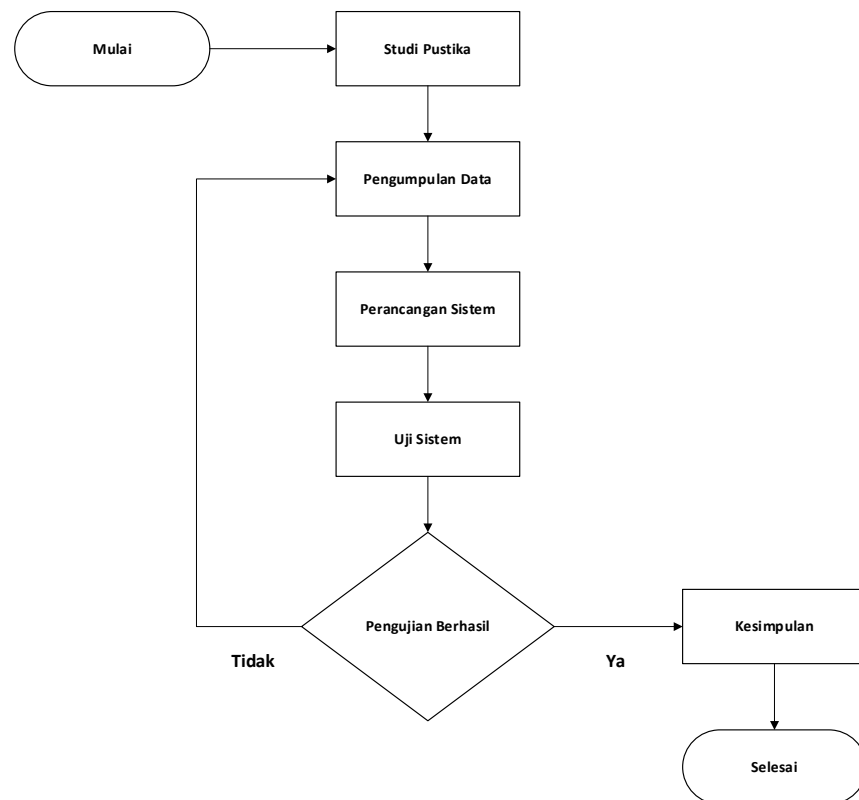 Mulai
Studi Pustika
Pengumpulan Data
Perancangan Sistem
Uji Sistem
Pengujian Berhasil
Tidak
Ya
Kesimpulan
Selesai